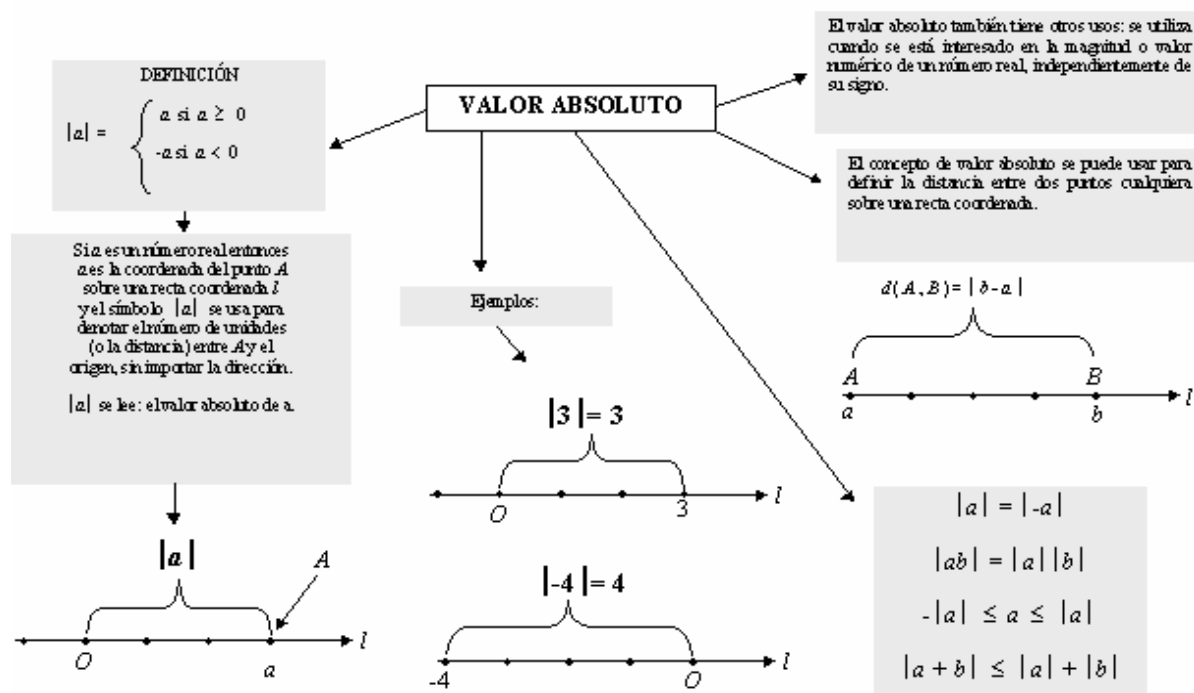 VALOR ABSOLUTO
DEFINICIÓN
|a| =
a si a ≥ 0
-a si a < 0
Si a es un número real entonces
a es la coordenada del punto A
sobre una recta coordenada l
y el símbolo |a| se usa para
denotar el número de unidades
(o la distancia) entre A y el
origen, sin importar la dirección.
|a| se lee: el valor absoluto de a.
|a|
A
l
O
a
Ejemplos:
|3|= 3
l
O
3
|-4|= 4
l
-4
O
El valor absoluto también tiene otros usos: se utiliza
cuando se está interesado en la magnitud o valor
numérico de un número real, independientemente de
su signo.
El concepto de valor absoluto se puede usar para
definir la distancia entre dos puntos cualquiera
sobre una recta coordenada.
d(A,B)=|b-a|
A
B
l
a
b
|a| = |-a|
|ab| = |a||b|
-|a| ≤ a ≤ |a|
|a + b| ≤ |a| + |b|